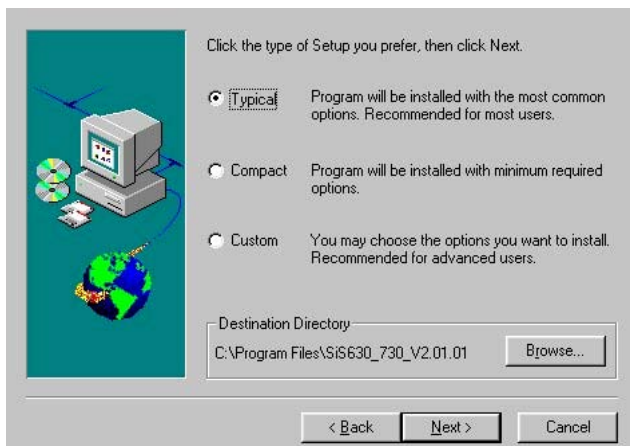 Click the type of Setup you prefer, then click Next.
Typical
Program will be installed with the most common
options. Recommended for most users.
Compact
Program will be installed with minimum required
options.
Custom
You may choose the options you want to install.
Recommended for advanced users.
Destination Directory
C:\Program Files\SiS630_730_V2.01.01
Browse...
< Back
Next >
Cancel